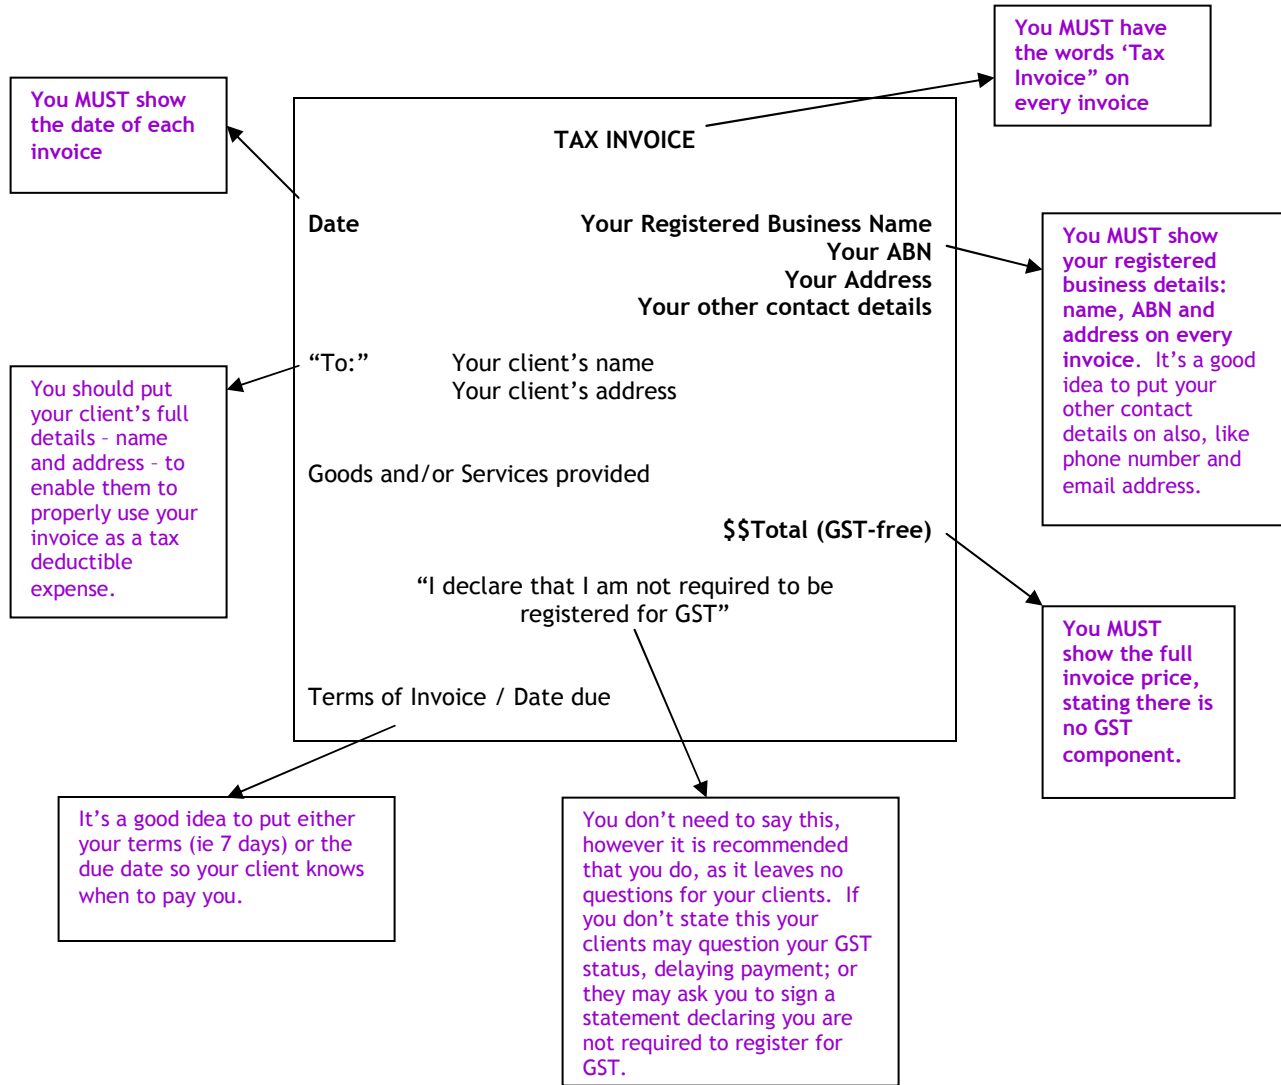 You MUST have
the words ‘Tax
Invoice” on
every invoice
You MUST show
the date of each
invoice
TAX INVOICE
Date
Your Registered Business Name
Your ABN
Your Address
Your other contact details
You MUST show
your registered
business details:
name, ABN and
address on every
invoice. It’s a good
idea to put your
other contact
details on also, like
phone number and
email address.
“To:” Your client’s name
Your client’s address
You should put
your client’s full
details – name
and address – to
enable them to
properly use your
invoice as a tax
deductible
expense.
Goods and/or Services provided
$$Total (GST-free)
“I declare that I am not required to be
registered for GST”
You MUST
show the full
invoice price,
stating there is
no GST
component.
Terms of Invoice / Date due
It’s a good idea to put either
your terms (ie 7 days) or the
due date so your client knows
when to pay you.
You don’t need to say this,
however it is recommended
that you do, as it leaves no
questions for your clients. If
you don’t state this your
clients may question your GST
status, delaying payment; or
they may ask you to sign a
statement declaring you are
not required to register for
GST.